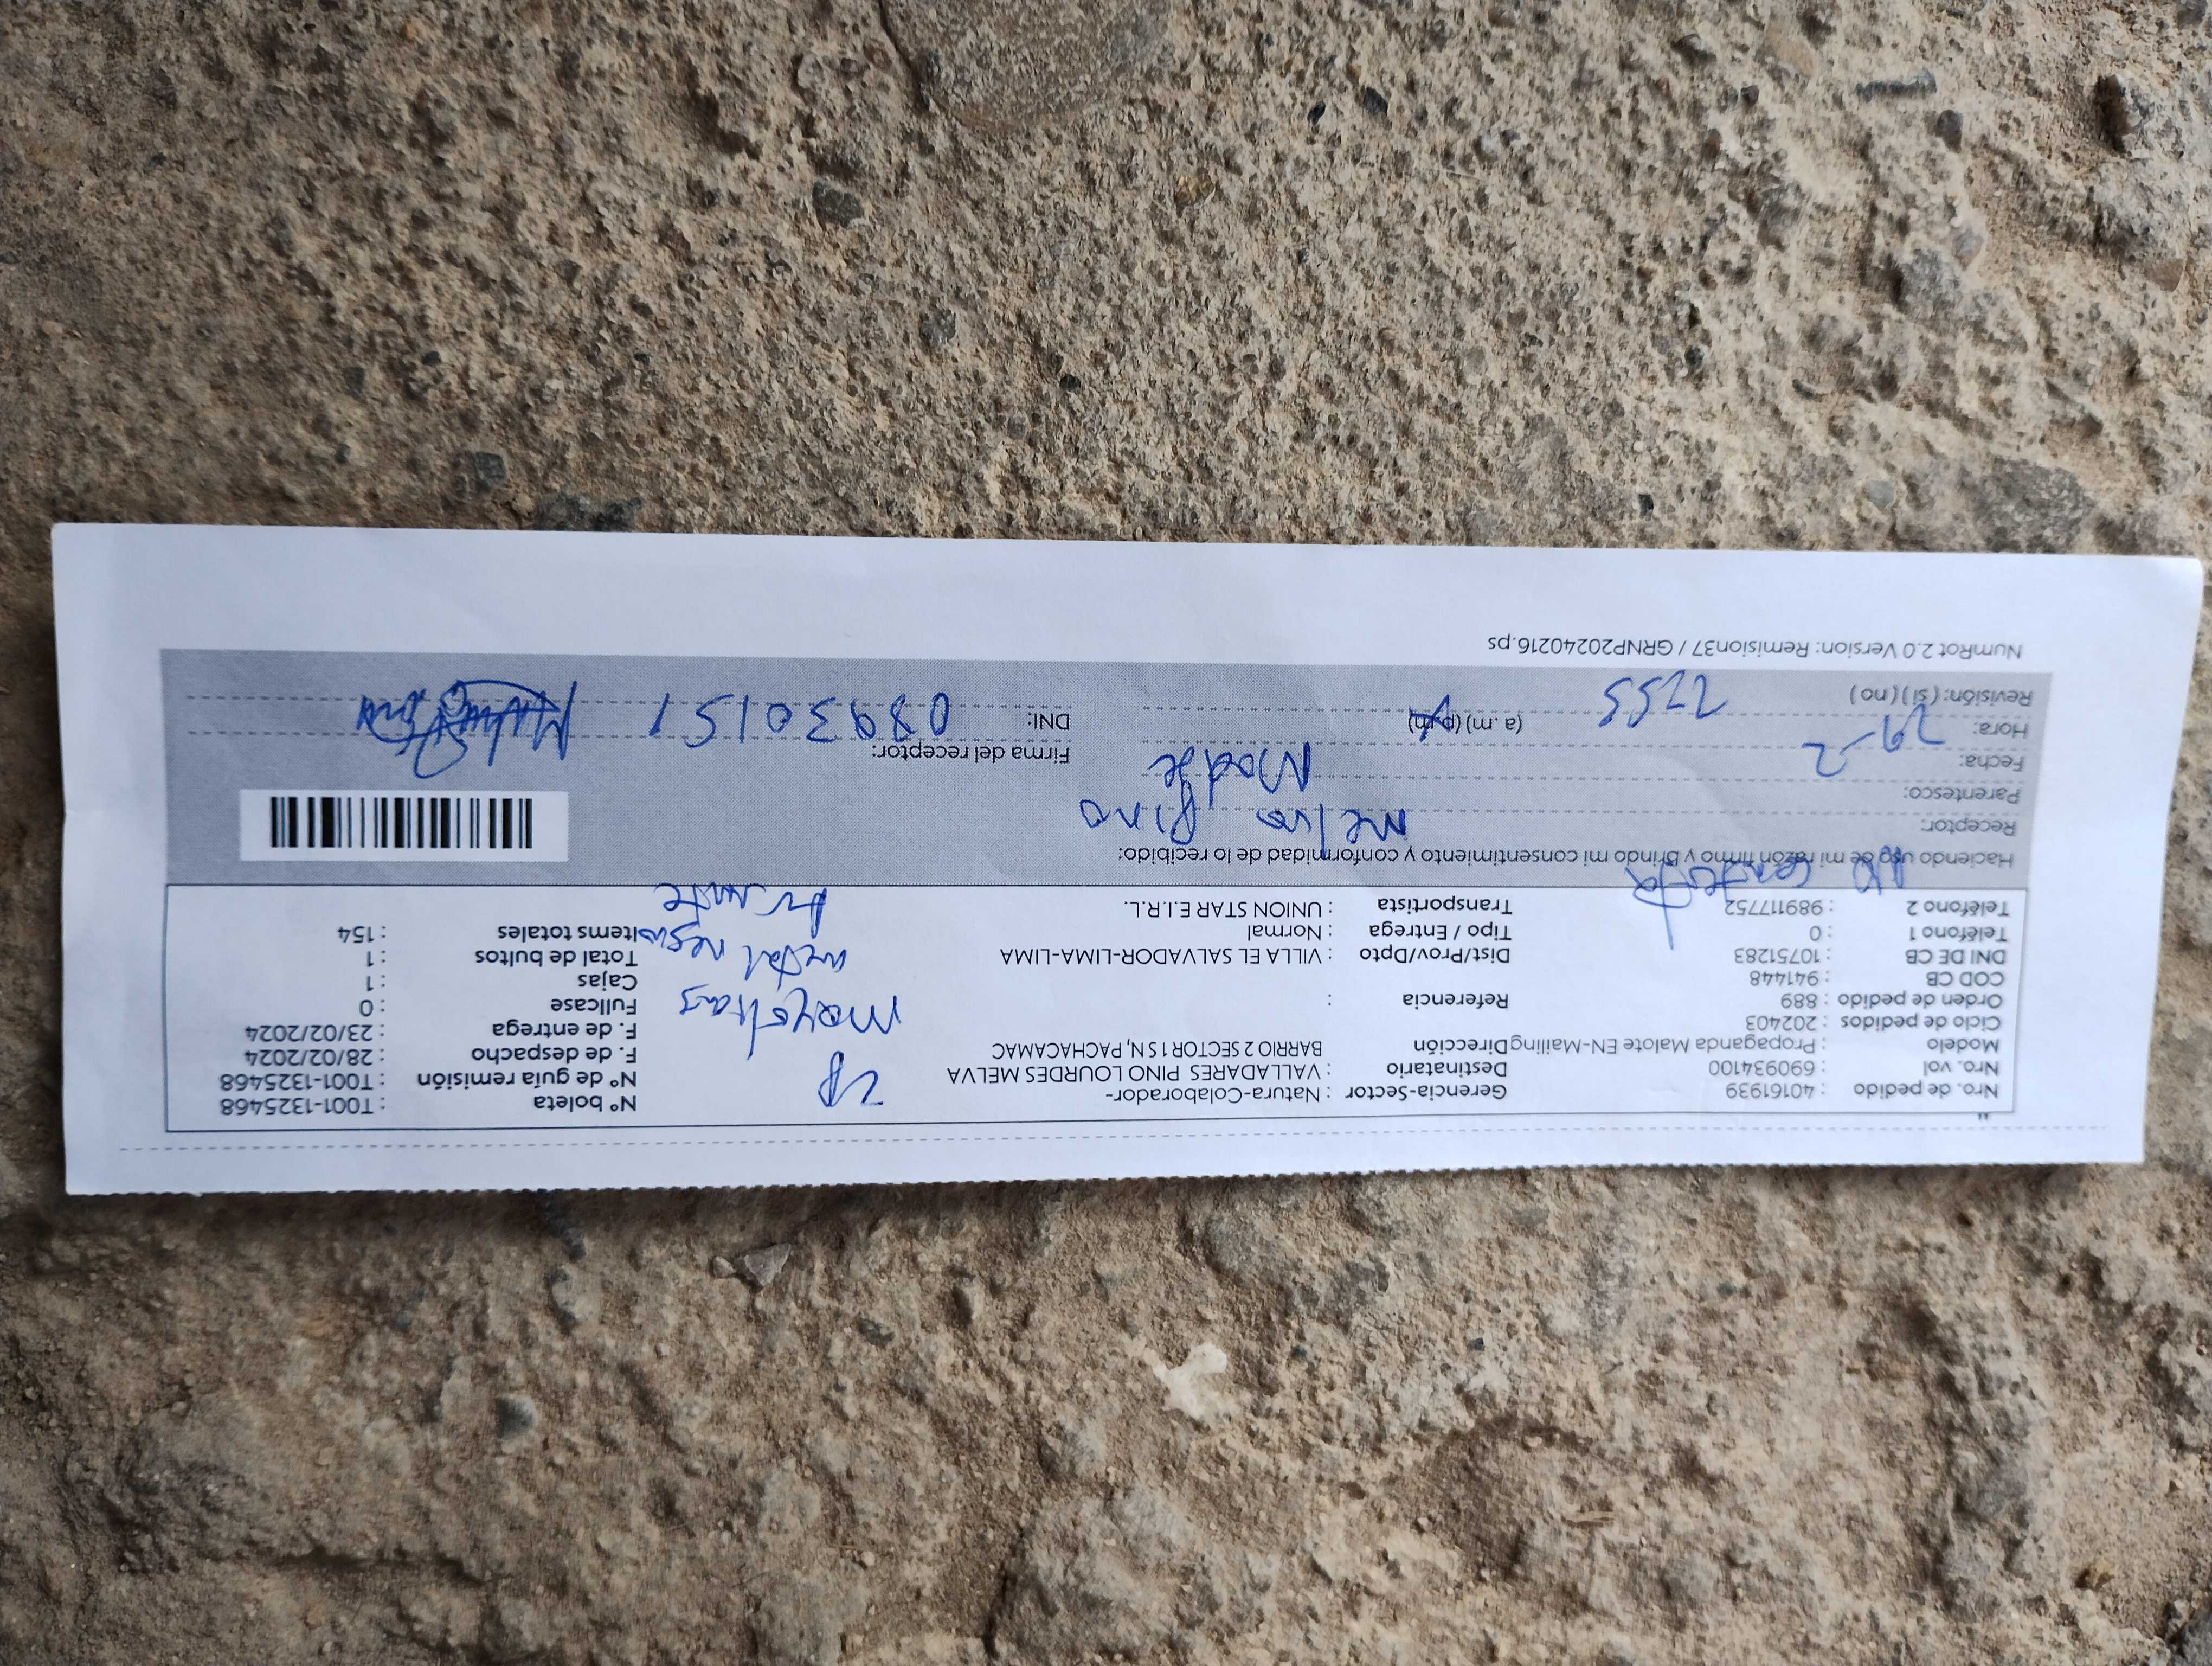 Nro. de pedido : 40161939 Gerencia-Sector : Natura-Colaborador- N° boleta : T001-1325468
Nro. vol : 690934100 Destinatario : VALLADARES PINO LOURDES MELVA 2P N° de guía remisión : T001-1325468
Modelo : Propaganda Malote EN-Mailing Dirección BARRIO 2 SECTOR 1 S N, PACHACAMAC F. de despacho : 28/02/2024
Ciclo de pedidos : 202403 F. de entrega : 23/02/2024
Orden de pedido : 889 Referencia : Fullcase : 0
COD CB : 941448 Cajas : 1
DNI DE CB : 10751283 Dist/Prov/Dpto : VILLA EL SALVADOR-LIMA-LIMA metal negro Total de bultos : 1
Teléfono 1 : 0 Tipo / Entrega : Normal Items totales : 154
Teléfono 2 : 989117752 Transportista : UNION STAR E.I.R.L.
No contesta
Haciendo uso de mi razón firmo y brindo mi consentimiento y conformidad de lo recibido:
Receptor: Melva Pino
Parentesco: Madre
Fecha: 29-2 Firma del receptor:
Hora: (a.m) (p.m) DNI: 08930151
Revisión: (si) (no)
NumRot 2.0 Version: Remision37 / GRNP20240216.ps